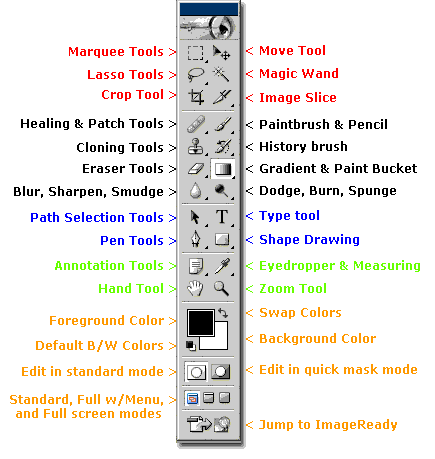 Marquee Tools > < Move Tool
Lasso Tools > < Magic Wand
Crop Tool > < Image Slice
Healing & Patch Tools > < Paintbrush & Pencil
Cloning Tools > < History brush
Eraser Tools > < Gradient & Paint Bucket
Blur, Sharpen, Smudge > < Dodge, Burn, Spunge
Path Selection Tools > T < Type tool
Pen Tools > < Shape Drawing
Annotation Tools > < Eyedropper & Measuring
Hand Tool > < Zoom Tool
< Swap Colors
Foreground Color >
< Background Color
Default B/W Colors >
Edit in standard mode > < Edit in quick mask mode
Standard, Full w/Menu, >
and Full screen modes
< Jump to ImageReady